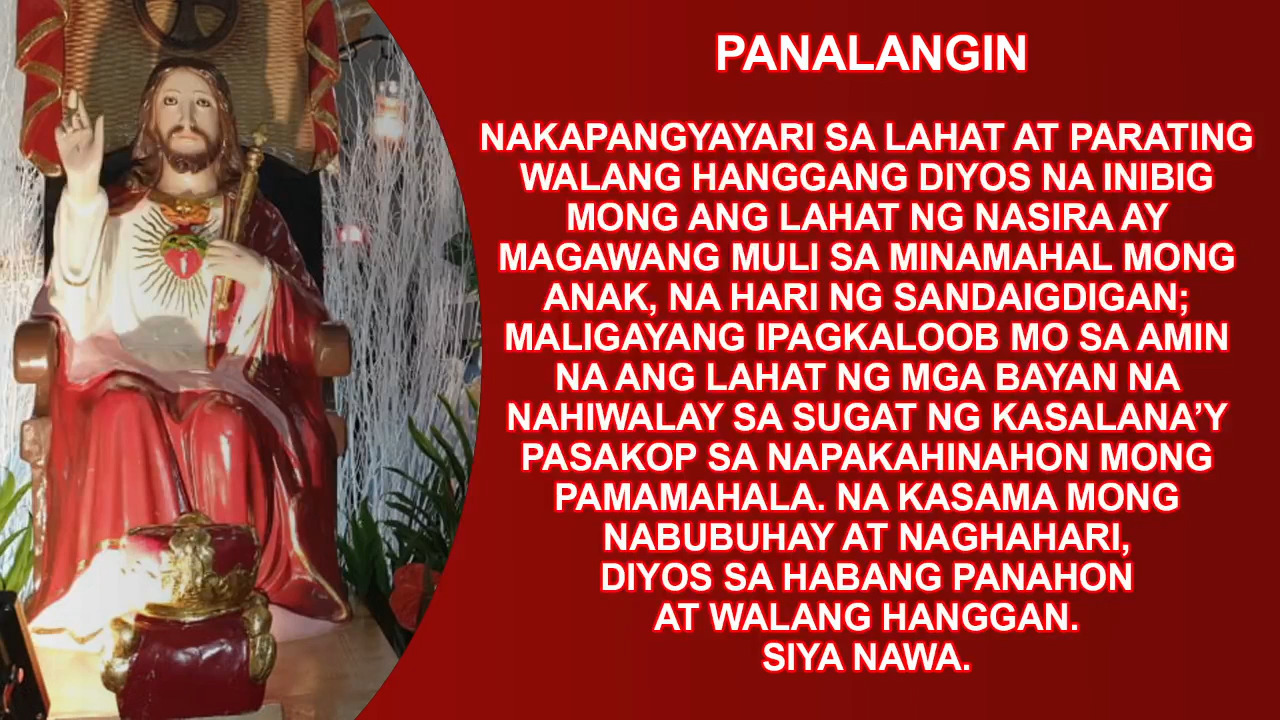 PANALANGIN
NAKAPANGYAYARI SA LAHAT AT PARATING
WALANG HANGGANG DIYOS NA INIBIG
MONG ANG LAHAT NG NASIRA AY
MAGAWANG MULI SA MINAMAHAL MONG
ANAK, NA HARI NG SANDAIGDIGAN;
MALIGAYANG IPAGKALOOB MO SA AMIN
NA ANG LAHAT NG MGA BAYAN NA
NAHIWALAY SA SUGAT NG KASALANA’Y
PASAKOP SA NAPAKAHINAHON MONG
PAMAMAHALA. NA KASAMA MONG
NABUBUHAY AT NAGHAHARI,
DIYOS SA HABANG PANAHON
AT WALANG HANGGAN.
SIYA NAWA.